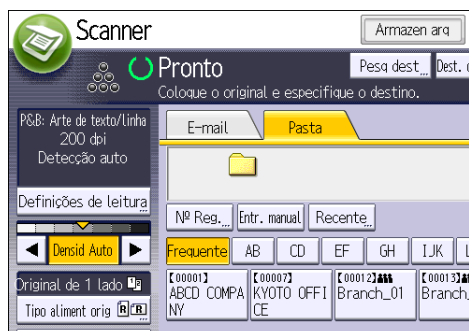 Scanner
Armazen arq
Pronto
Pesq dest
Dest.
Coloque o original e especifique o destino.
P&B: Arte de texto/linha
200 dpi
Detecção auto
E-mail
Pasta
Definições de leitura
Nº Reg.
Entr. manual
Recente
Densid Auto
Frequente
AB
CD
EF
GH
IJK
L
Original de 1 lado
Tipo aliment orig
【00001】
ABCD COMPA
NY
【00007】
KYOTO OFFI
CE
【00012】
Branch_01
【00013】
Branch